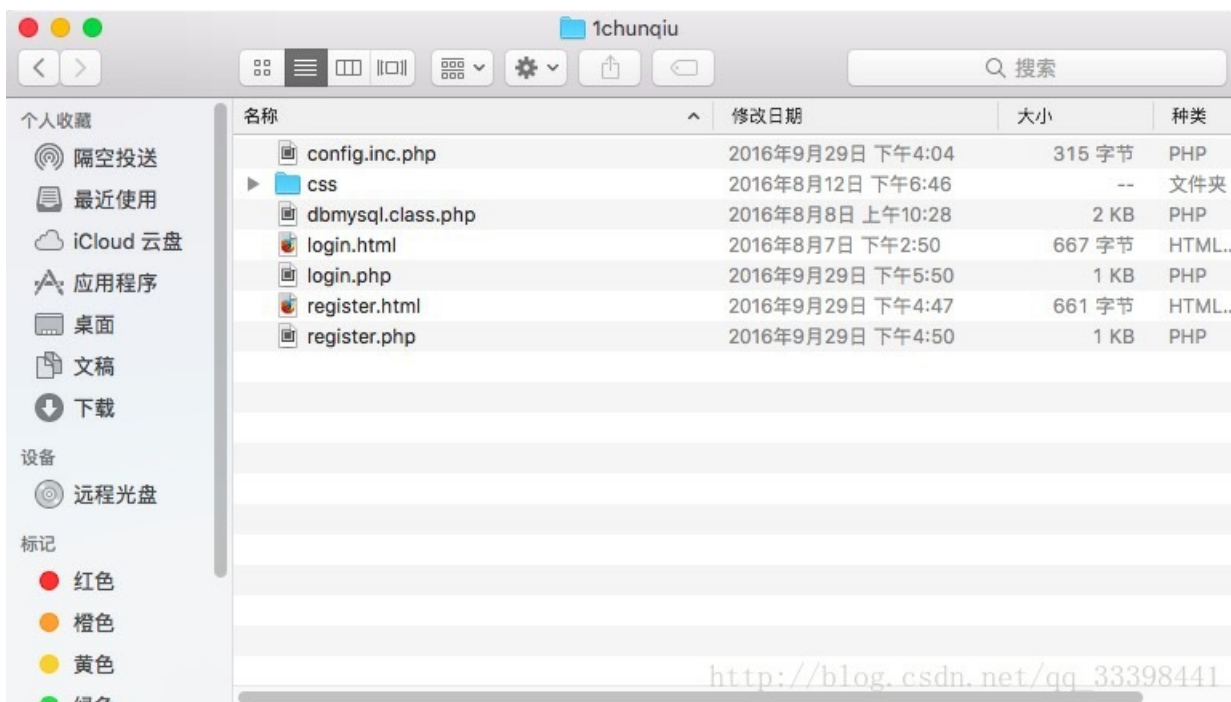 1chunqiu
搜索
个人收藏
隔空投送
最近使用
iCloud 云盘
应用程序
桌面
文稿
下载
设备
远程光盘
标记
红色
橙色
黄色
名称 修改日期 大小 种类
config.inc.php 2016年9月29日 下午4:04 315 字节 PHP
css 2016年8月12日 下午6:46 -- 文件夹
dbmysql.class.php 2016年8月8日 上午10:28 2 KB PHP
login.html 2016年8月7日 下午2:50 667 字节 HTML..
login.php 2016年9月29日 下午5:50 1 KB PHP
register.html 2016年9月29日 下午4:47 661 字节 HTML..
register.php 2016年9月29日 下午4:50 1 KB PHP
http://blog.csdn.net/qq_33398441